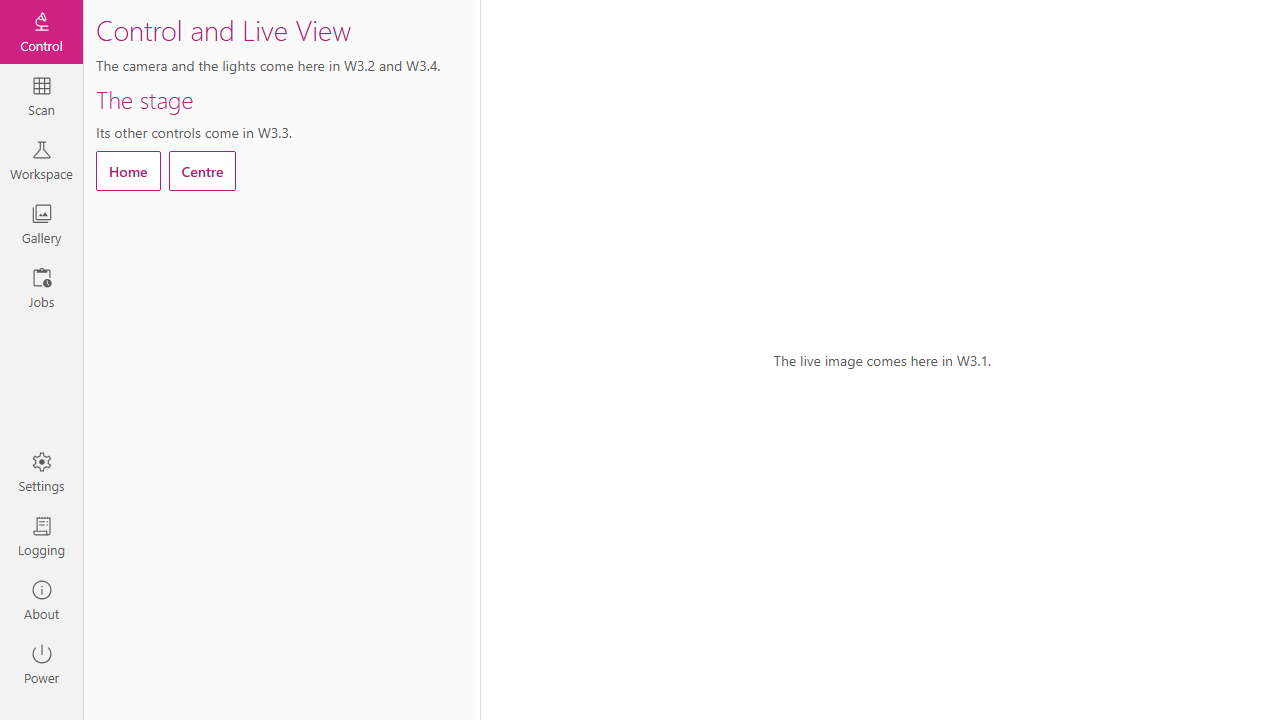 Control
Scan
Workspace
Gallery
Jobs
Settings
Logging
About
Power
Control and Live View
The camera and the lights come here in W3.2 and W3.4.
The stage
Its other controls come in W3.3.
Home
Centre
The live image comes here in W3.1.